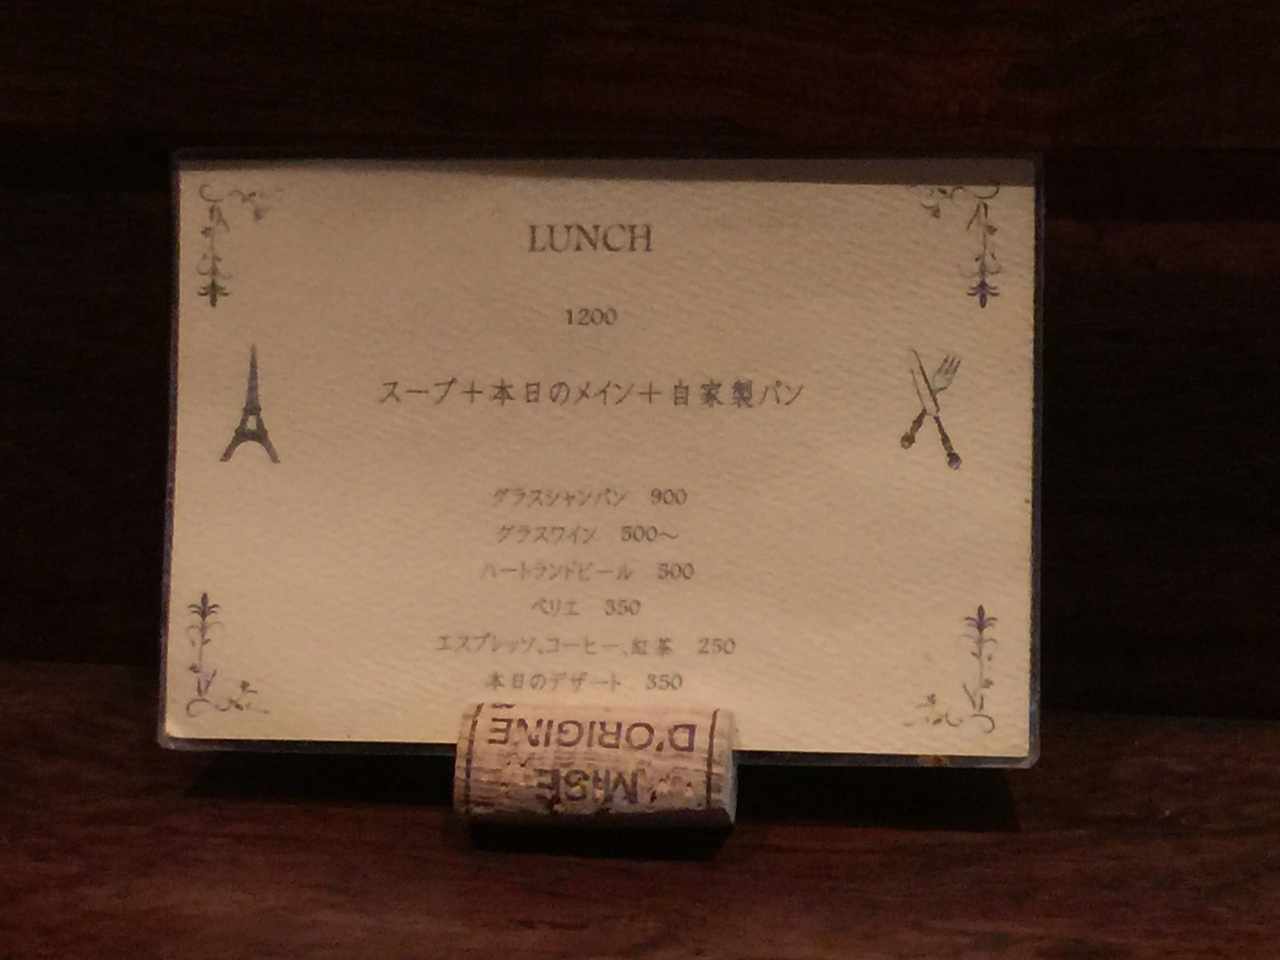 LUNCH
1200
スープ＋本日のメイン＋自家製パン
グラスシャンパン 900
グラスワイン 500～
ハートランドビール 500
ペリエ 350
エスプレッソ、コーヒー、紅茶 250
本日のデザート 350
D'ORIGINE
MISE